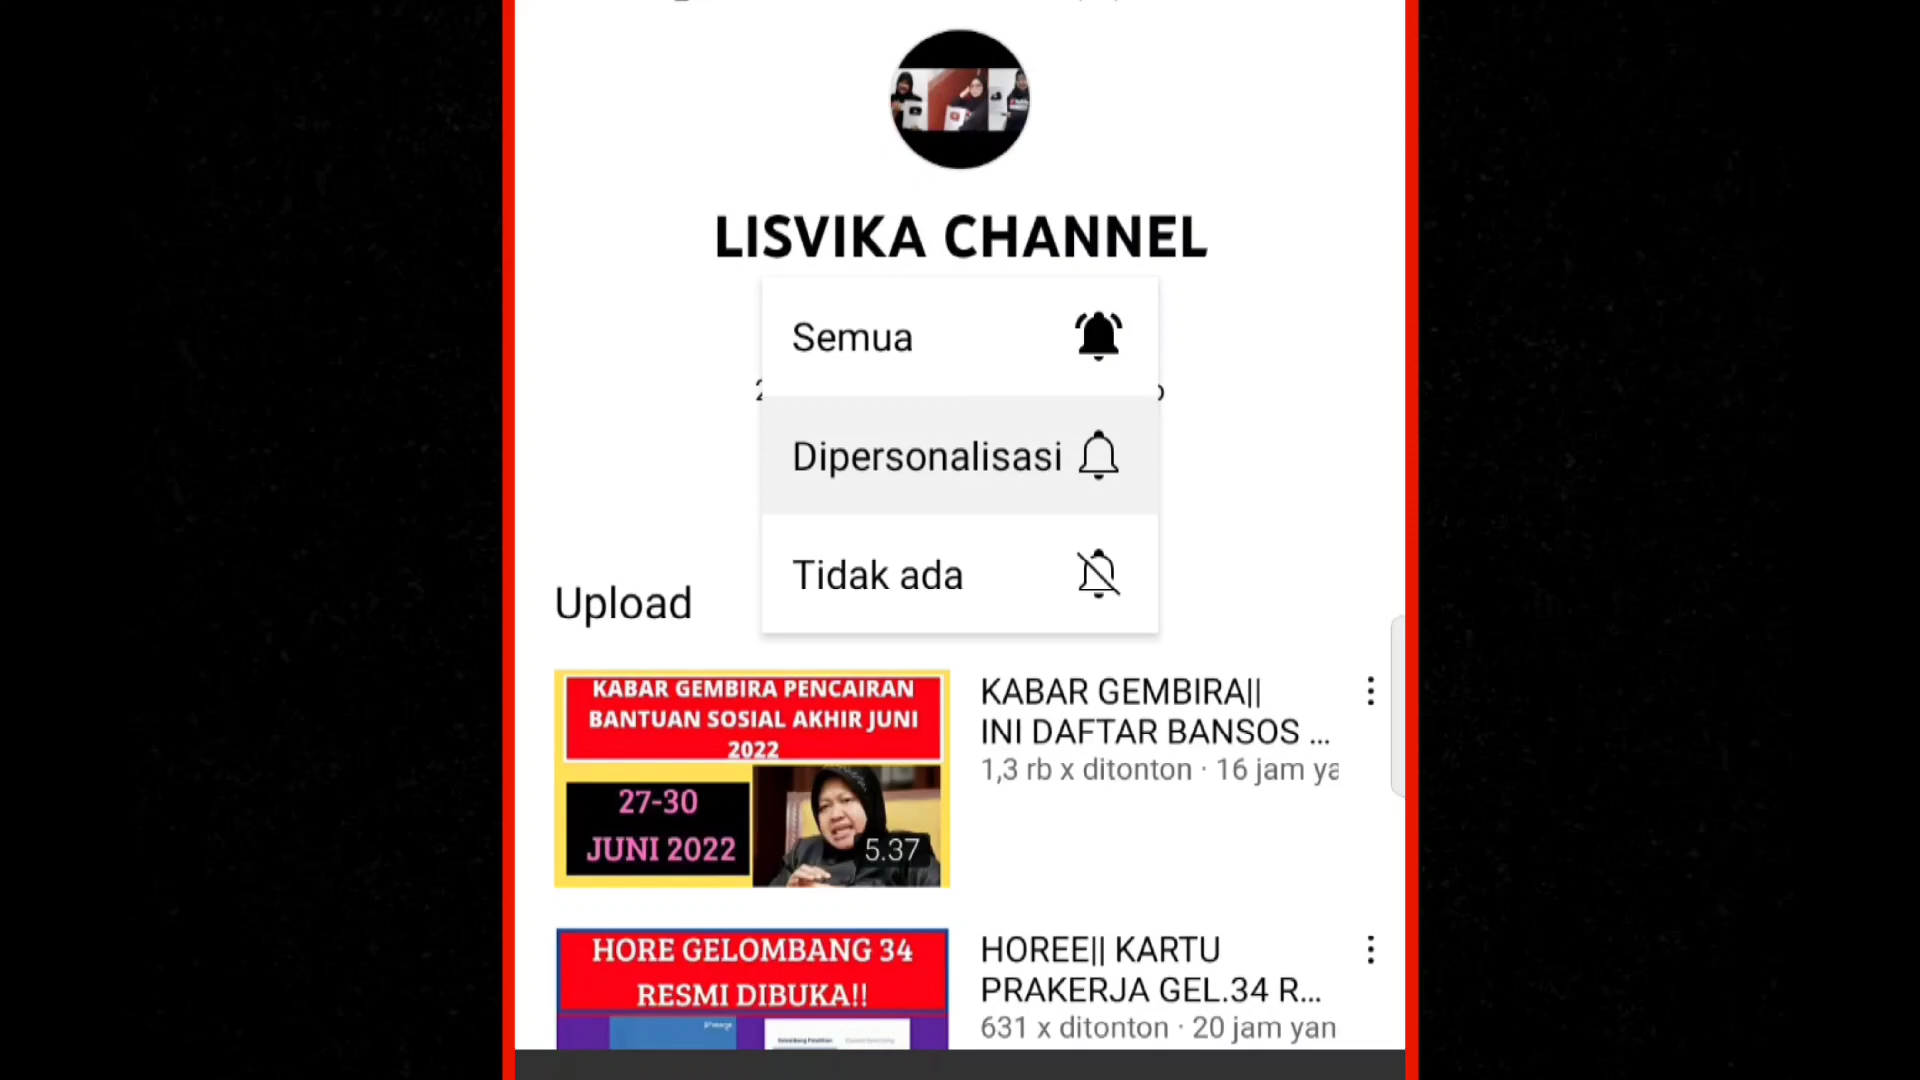 LISVIKA CHANNEL
Semua
Dipersonalisasi
Tidak ada
Upload
KABAR GEMBIRA PENCAIRAN
BANTUAN SOSIAL AKHIR JUNI
2022
27-30
JUNI 2022
5.37
KABAR GEMBIRA||
INI DAFTAR BANSOS ...
1,3 rb x ditonton · 16 jam ya
HORE GELOMBANG 34
RESMI DIBUKA!!
HOREE|| KARTU
PRAKERJA GEL.34 R...
631 x ditonton · 20 jam yan